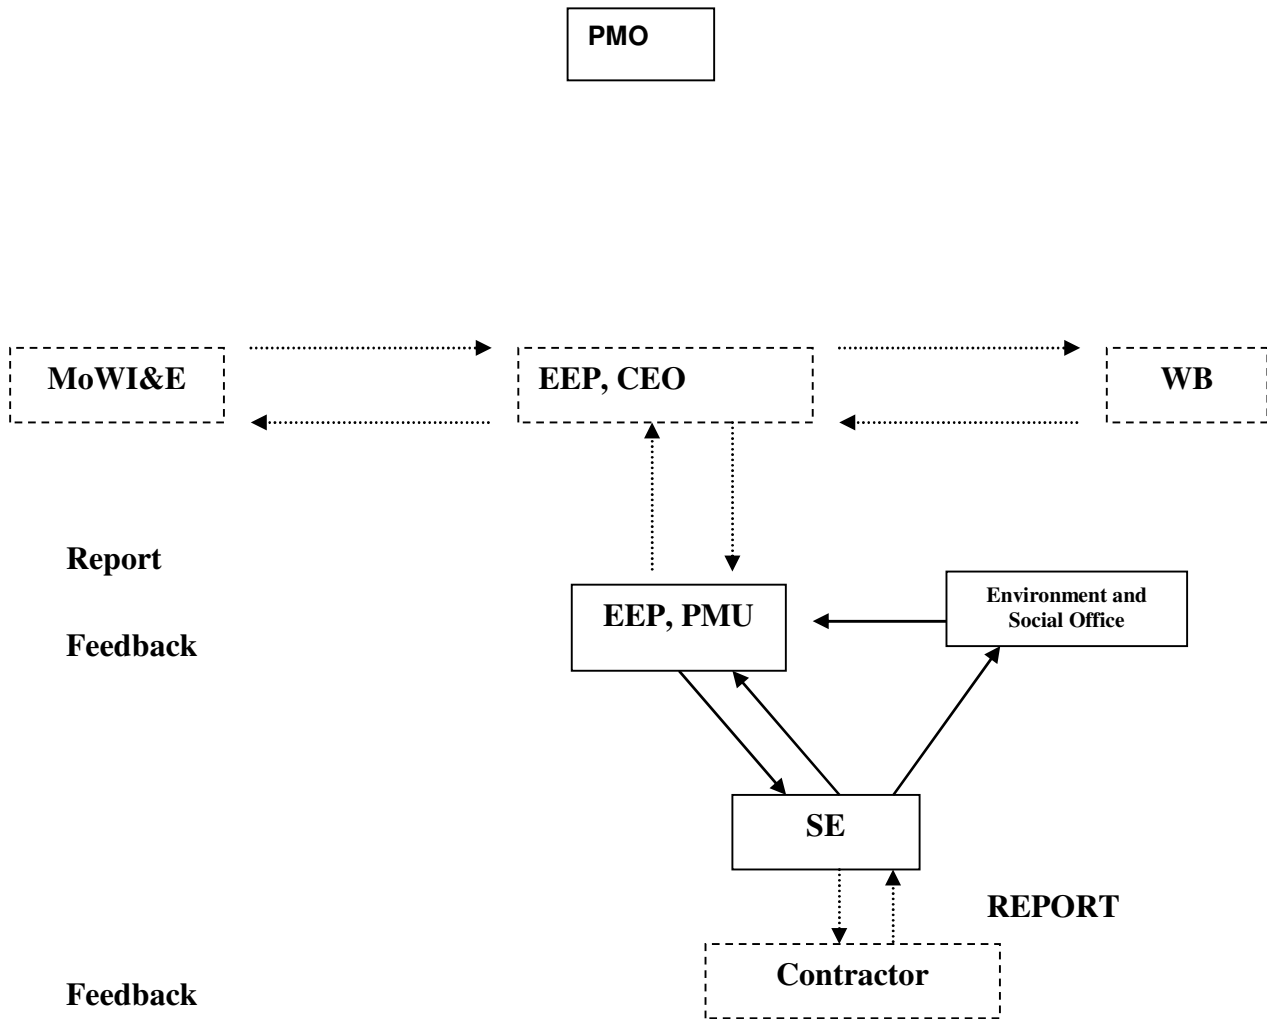 PMO
MoWI&E
EEP, CEO
WB
Report
EEP, PMU
Environment and
Social Office
Feedback
SE
REPORT
Contractor
Feedback